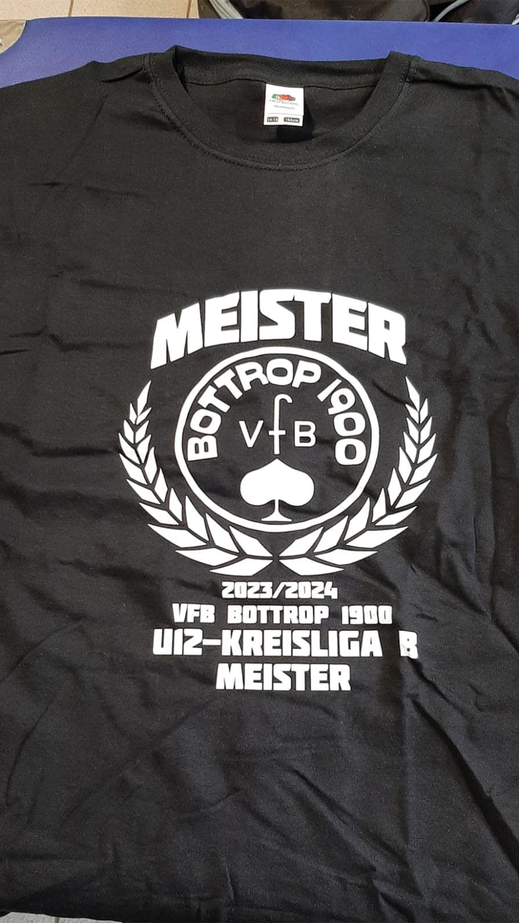 MEISTER
BOTTROP 1900
VfB
2023/2024
VFB BOTTROP 1900
U12-KREISLIGA B
MEISTER